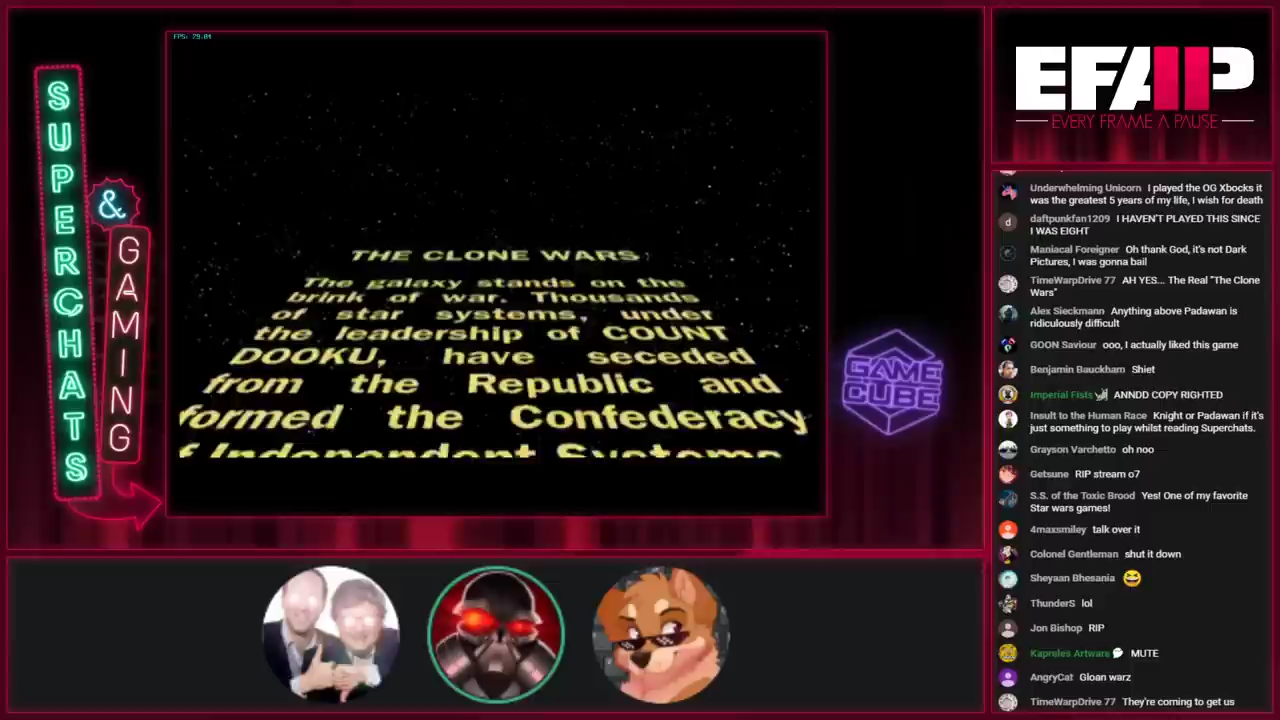 FPS: 29.04
SUPERCHATS
&
GAMING
THE CLONE WARS
The galaxy stands on the
brink of war. Thousands
of star systems, under
the leadership of COUNT
DOOKU, have seceded
from the Republic and
formed the Confederacy
f Independent Systems
GAME
CUBE
EFAP
EVERY FRAME A PAUSE
Underwhelming Unicorn I played the OG Xbocks it
was the greatest 5 years of my life, I wish for death
d
daftpunkfan1209 I HAVEN'T PLAYED THIS SINCE
I WAS EIGHT
Maniacal Foreigner Oh thank God, it's not Dark
Pictures, I was gonna bail
TimeWarpDrive 77 AH YES... The Real "The Clone
Wars"
Alex Sieckmann Anything above Padawan is
ridiculously difficult
GOON Saviour ooo, I actually liked this game
Benjamin Bauckham Shiet
Imperial Fists ANNDD COPY RIGHTED
Insult to the Human Race Knight or Padawan if it's
just something to play whilst reading Superchats.
Grayson Varchetto oh noo
Getsune RIP stream o7
S.S. of the Toxic Brood Yes! One of my favorite
Star wars games!
4maxsmiley talk over it
Colonel Gentleman shut it down
Sheyaan Bhesania 😆
ThunderS lol
Jon Bishop RIP
Kaproles Artware MUTE
AngryCat Gloan warz
TimeWarpDrive 77 They're coming to get us